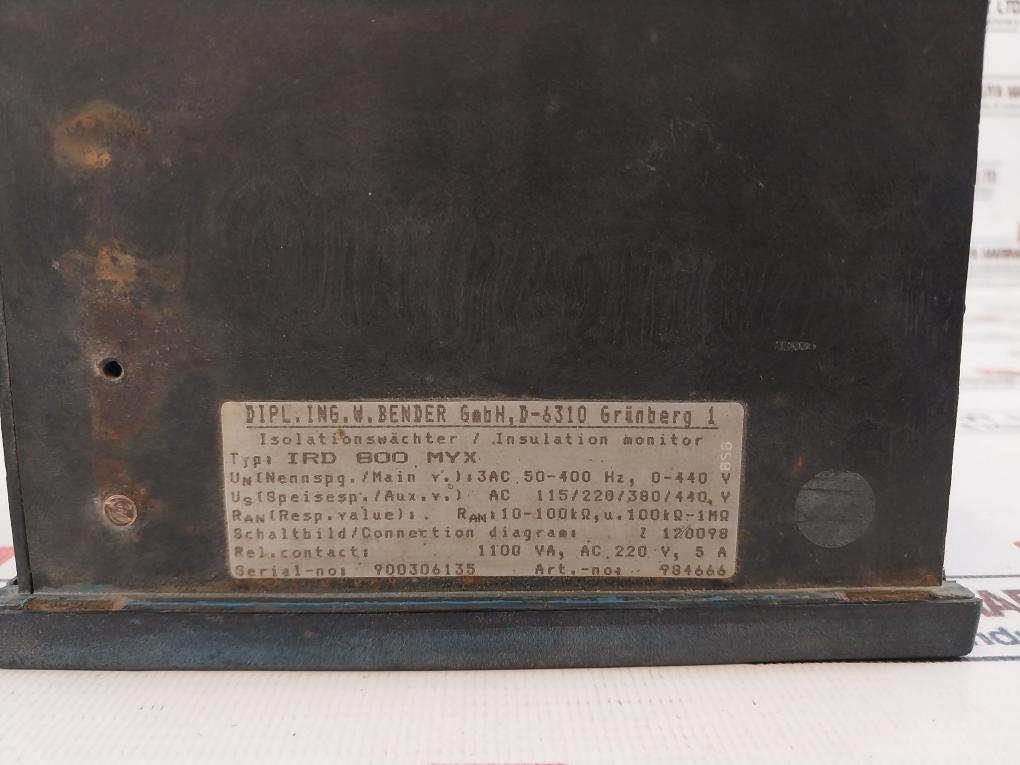 DIPL.ING.W.BENDER GmbH,D-6310 Grünberg 1
Isolationswächter / Insulation monitor
Typ: IRD 800 MYX
BSB
UN(Nennspg./Main v.):3AC 50-400 Hz, 0-440 V
US(Speisesp./Aux.v.) AC 115/220/380/440 V
RAN(Resp.value): RAN:10-100kΩ,u.100kΩ-1MΩ
Schaltbild/Connection diagram: Z 120098
Rel.contact: 1100 VA, AC 220 V, 5 A
Serial-no: 900306135 Art.-no: 984666